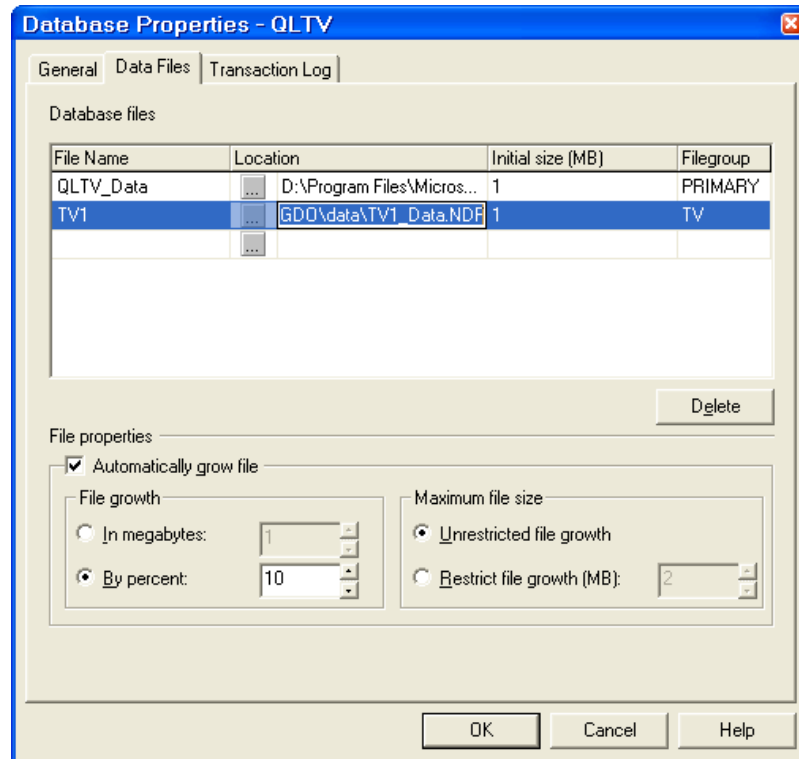 Database Properties - QLTV
General Data Files Transaction Log
Database files
File Name Location Initial size (MB) Filegroup
QLTV_Data ... D:\Program Files\Micros... 1 PRIMARY
TV1 ... GDO\data\TV1_Data.NDF 1 TV
...
Delete
File properties
Automatically grow file
File growth Maximum file size
In megabytes: 1 Unrestricted file growth
By percent: 10 Restrict file growth (MB): 2
OK Cancel Help